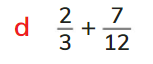 d 2/3 + 7/12